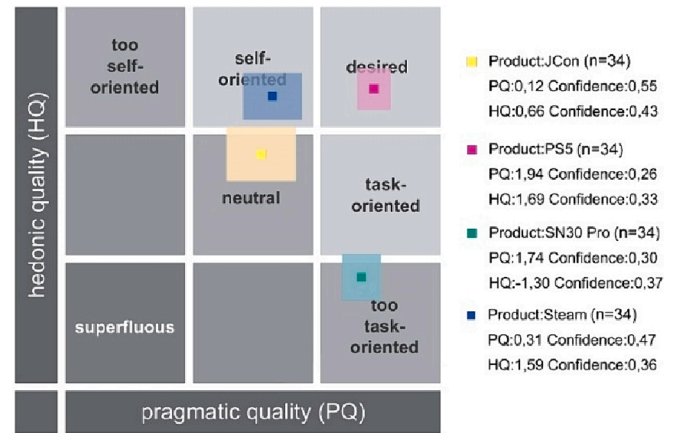 hedonic quality (HQ)
too
self-
oriented
self-
oriented
desired
neutral
task-
oriented
superfluous
too
task-
oriented
pragmatic quality (PQ)
Product:JCon (n=34)
PQ:0,12 Confidence:0,55
HQ:0,66 Confidence:0,43
Product:PS5 (n=34)
PQ:1,94 Confidence:0,26
HQ:1,69 Confidence:0,33
Product:SN30 Pro (n=34)
PQ:1,74 Confidence:0,30
HQ:-1,30 Confidence:0,37
Product:Steam (n=34)
PQ:0,31 Confidence:0,47
HQ:1,59 Confidence:0,36